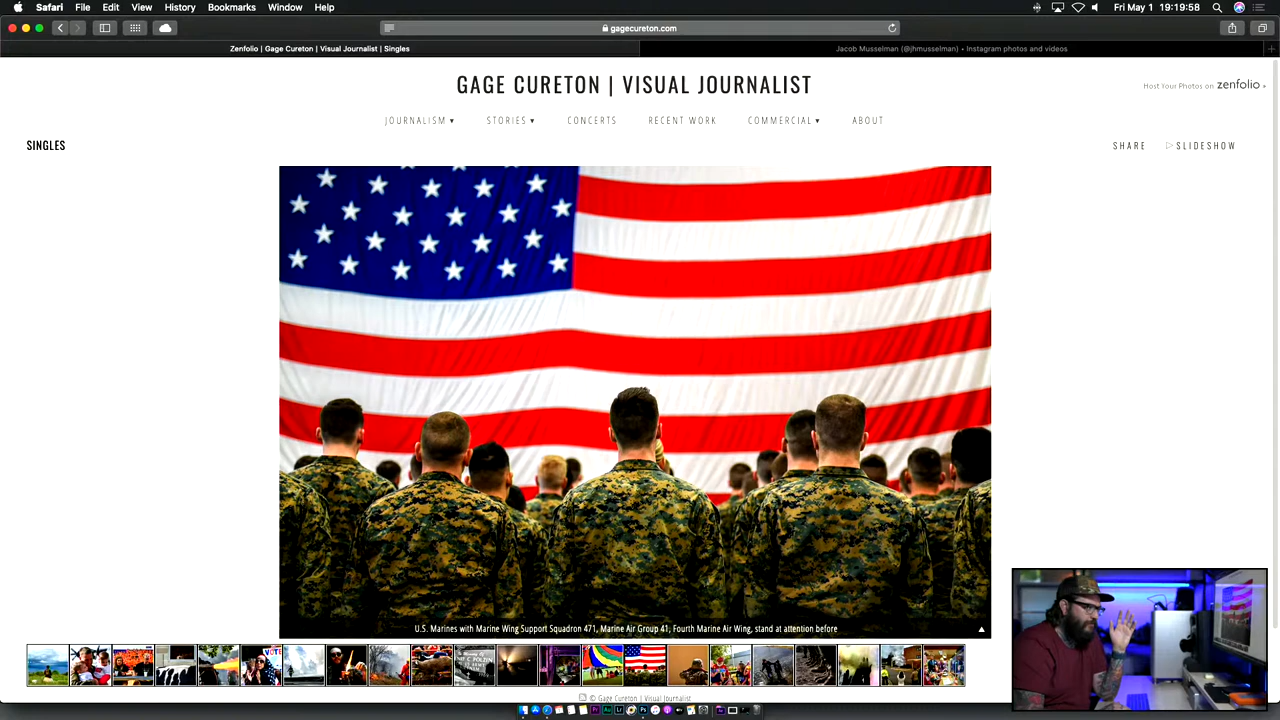 Safari File Edit View History Bookmarks Window Help
Fri May 1 19:19:58
gagecureton.com
Zenfolio | Gage Cureton | Visual Journalist | Singles
Jacob Musselman (@jhmusselman) • Instagram photos and videos
GAGE CURETON | VISUAL JOURNALIST
Host Your Photos on zenfolio »
JOURNALISM ▾ STORIES ▾ CONCERTS RECENT WORK COMMERCIAL ▾ ABOUT
SINGLES
SHARE SLIDESHOW
U.S. Marines with Marine Wing Support Squadron 471, Marine Air Group 41, Fourth Marine Air Wing, stand at attention before
© Gage Cureton | Visual Journalist